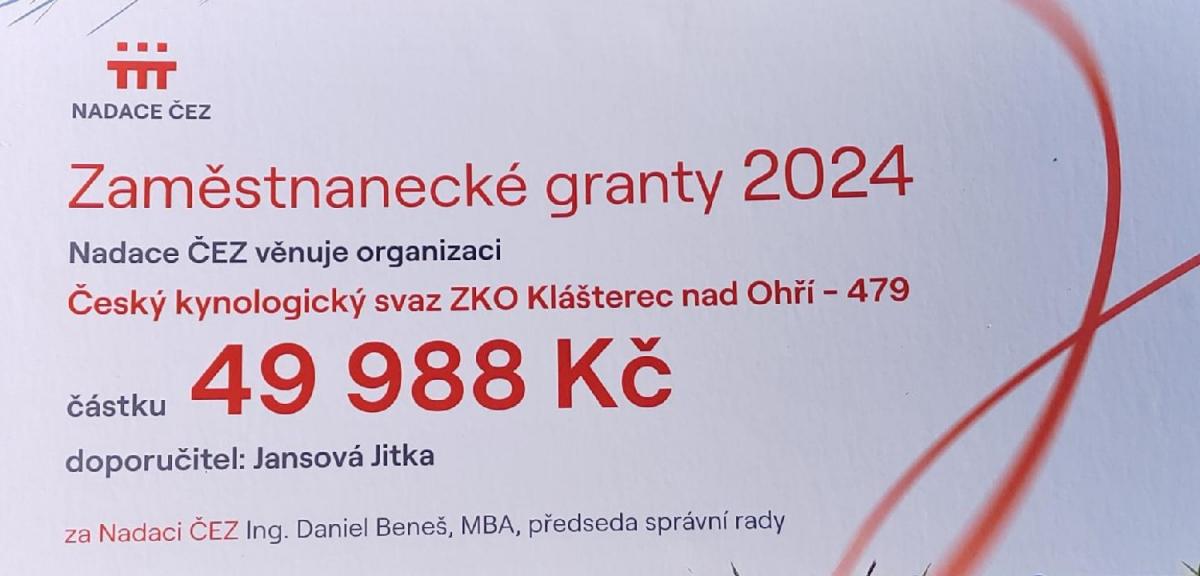 NADACE ČEZ
Zaměstnanecké granty 2024
Nadace ČEZ věnuje organizaci
Český kynologický svaz ZKO Klášterec nad Ohří – 479
částku 49 988 Kč
doporučitel: Jansová Jitka
za Nadaci ČEZ Ing. Daniel Beneš, MBA, předseda správní rady